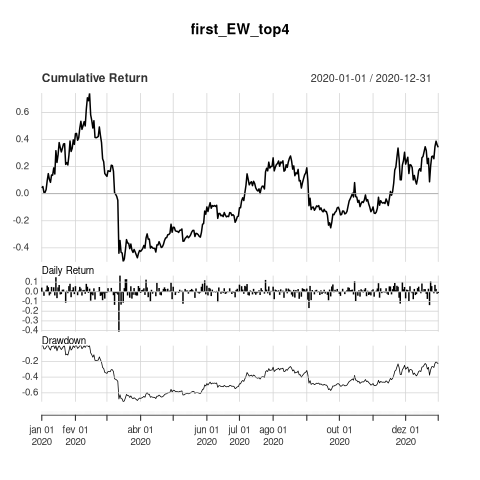 first_EW_top4
Cumulative Return 2020-01-01 / 2020-12-31
0.6
0.4
0.2
0.0
-0.2
-0.4
Daily Return
0.1
0.0
-0.1
-0.2
-0.3
-0.4
Drawdown
-0.2
-0.4
-0.6
jan 01 fev 01 abr 01 jun 01 jul 01 ago 01 out 01 dez 01
2020 2020 2020 2020 2020 2020 2020 2020